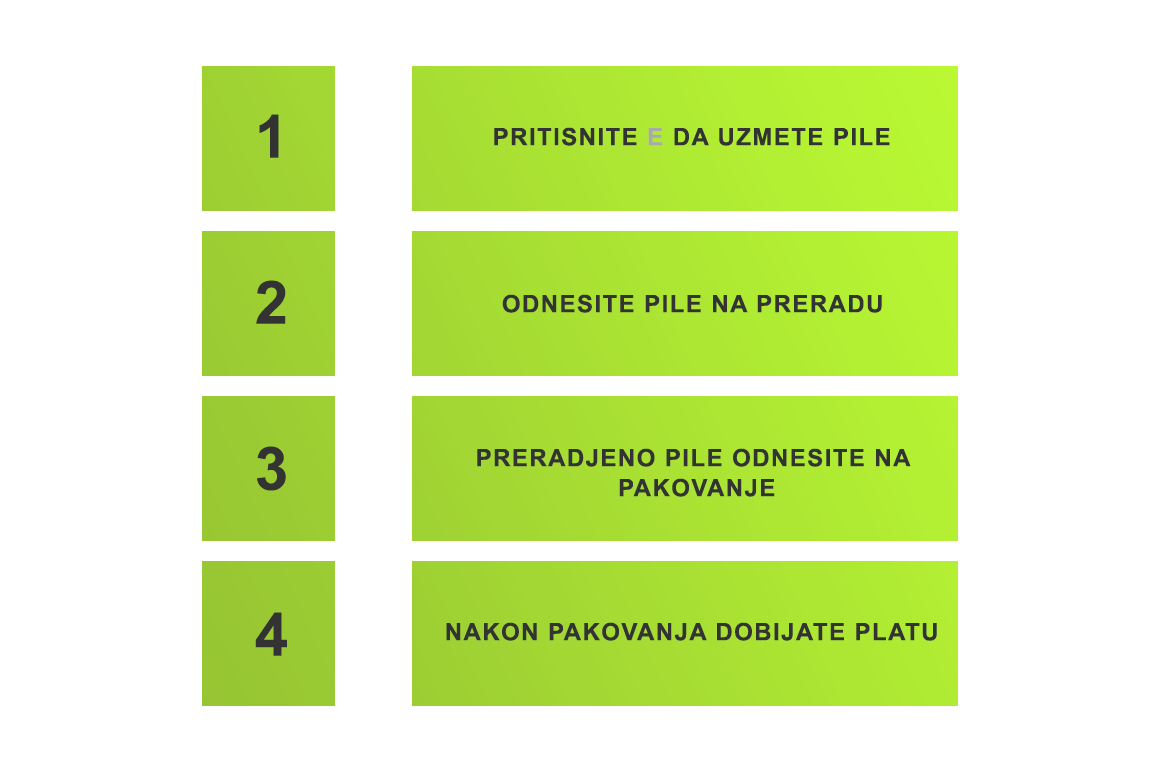 1
PRITISNITE E DA UZMETE PILE
2
ODNESITE PILE NA PRERADU
3
PRERADJENO PILE ODNESITE NA
PAKOVANJE
4
NAKON PAKOVANJA DOBIJATE PLATU